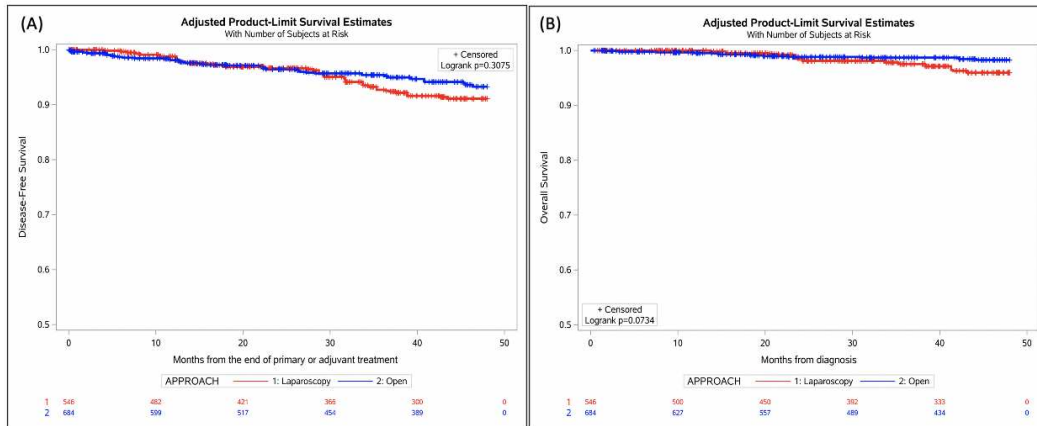 (A)
Adjusted Product-Limit Survival Estimates
With Number of Subjects at Risk
+ Censored
Logrank p=0.3075
Disease-Free Survival
1.0
0.9
0.8
0.7
0.6
0.5
0 10 20 30 40 50
Months from the end of primary or adjuvant treatment
APPROACH 1: Laparoscopy 2: Open
1 546 482 421 366 300 0
2 684 599 517 454 389 0
(B)
Adjusted Product-Limit Survival Estimates
With Number of Subjects at Risk
Overall Survival
1.0
0.9
0.8
0.7
0.6
0.5
+ Censored
Logrank p=0.0734
0 10 20 30 40 50
Months from diagnosis
APPROACH 1: Laparoscopy 2: Open
1 546 500 450 392 333 0
2 684 627 557 489 434 0